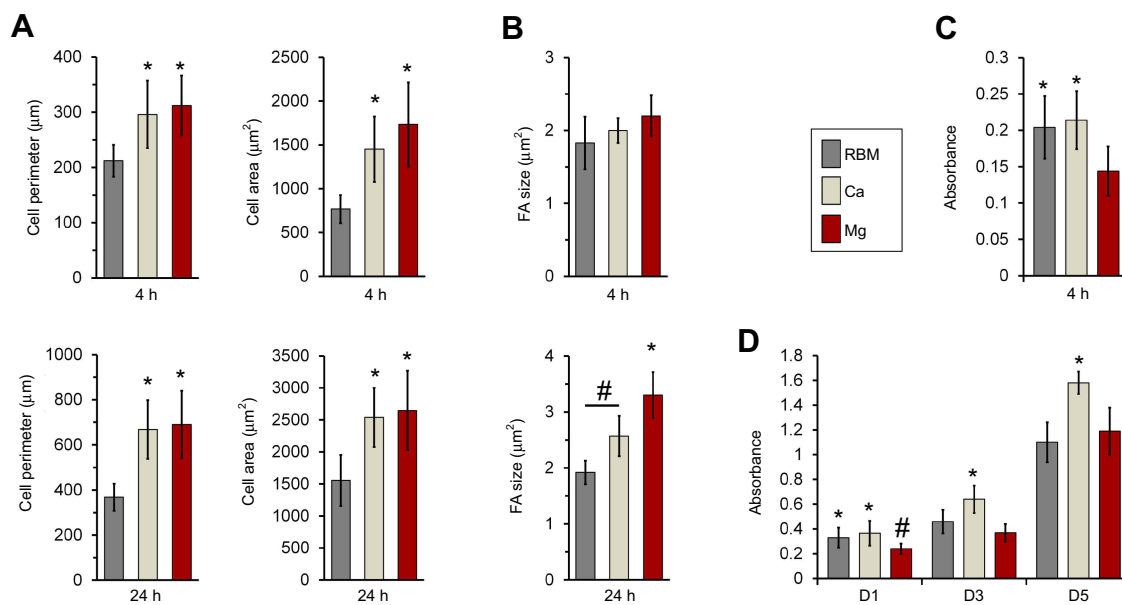 A
Cell perimeter (μm)
400
300
200
100
0
* *
4 h
Cell area (μm²)
2500
2000
1500
1000
500
0
*
*
4 h
B
FA size (μm²)
3
2
1
0
4 h
RBM
Ca
Mg
C
Absorbance
0.3
0.25
0.2
0.15
0.1
0.05
0
* *
4 h
Cell perimeter (μm)
1000
800
600
400
200
0
* *
24 h
Cell area (μm²)
3500
3000
2500
2000
1500
1000
500
0
* *
24 h
FA size (μm²)
4
3
2
1
0
#
*
24 h
D
Absorbance
1.8
1.6
1.4
1.2
1
0.8
0.6
0.4
0.2
0
* * #
*
*
D1 D3 D5